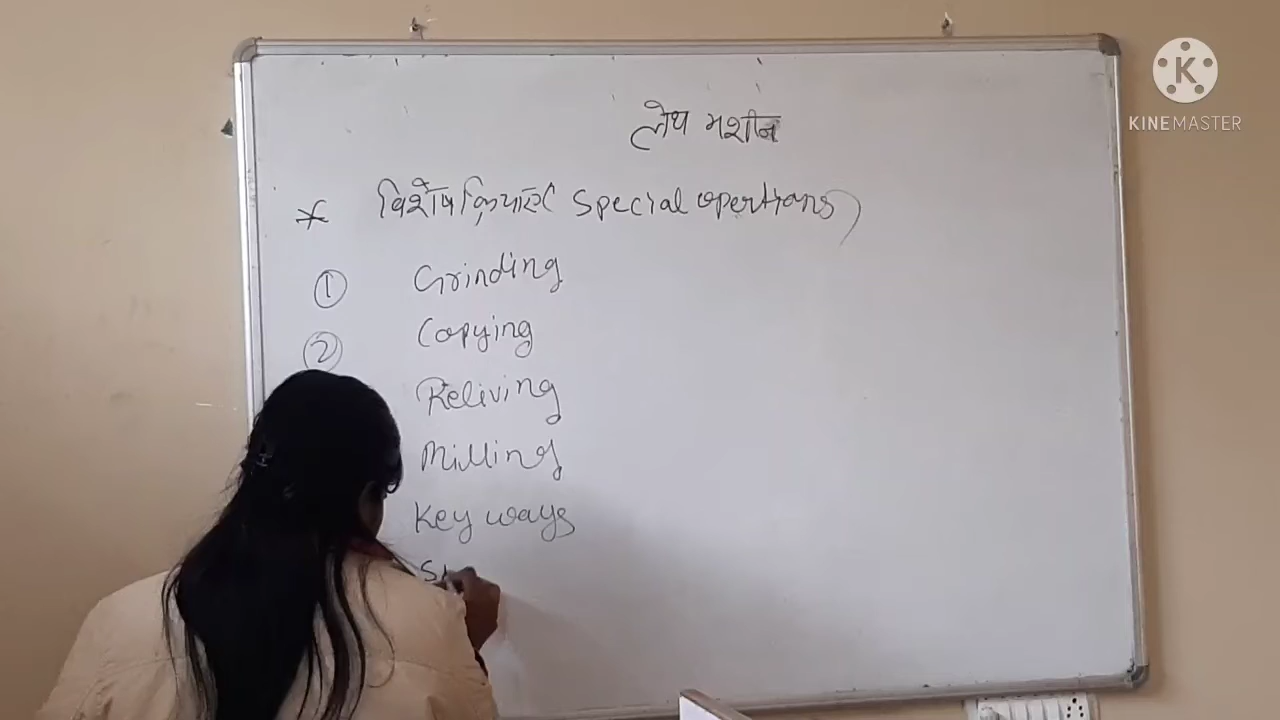 लेथ मशीन
* विशेष क्रियाएं ( Special opertions)
① Grinding
② Copying
Reliving
Milling
Key ways
S
KINEMASTER